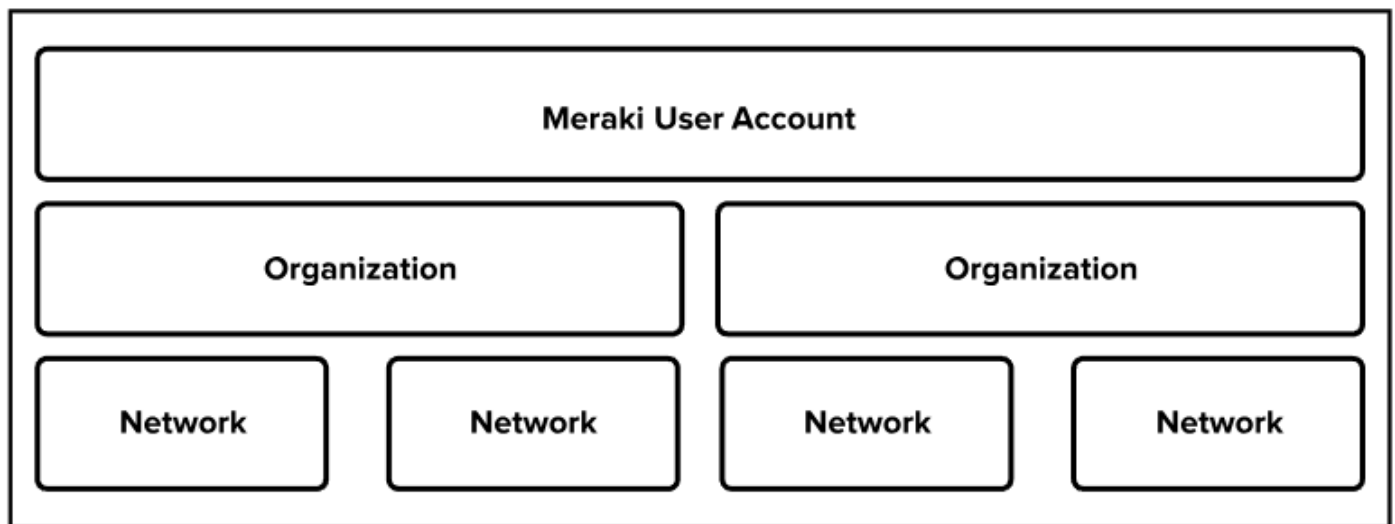 Meraki User Account
Organization
Organization
Network
Network
Network
Network